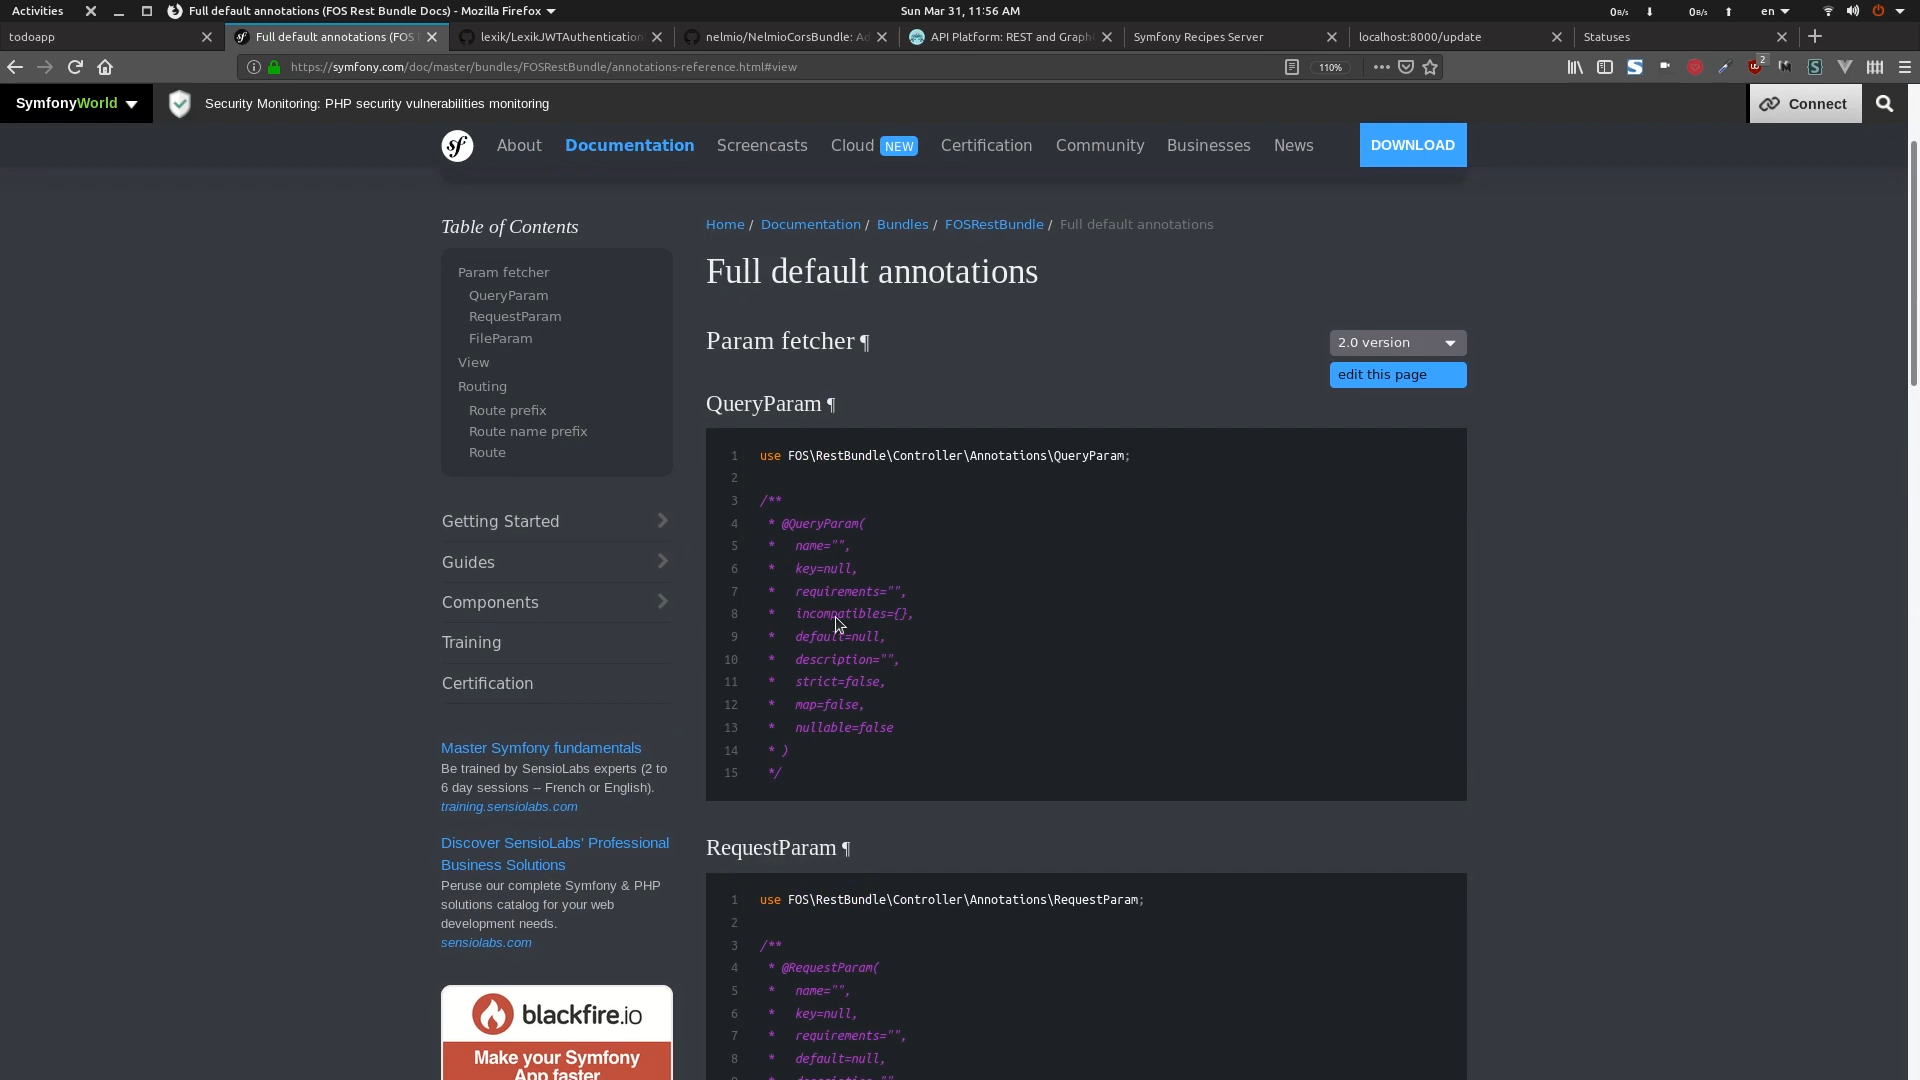 Activities
Full default annotations (FOS Rest Bundle Docs) - Mozilla Firefox
Sun Mar 31, 11:56 AM
0B/s
0B/s
en
todoapp
Full default annotations (FOS
lexik/LexikJWTAuthentication
nelmio/NelmioCorsBundle: Ad
API Platform: REST and Graph
Symfony Recipes Server
localhost:8000/update
Statuses
https://symfony.com/doc/master/bundles/FOSRestBundle/annotations-reference.html#view
110%
2
SymfonyWorld
Security Monitoring: PHP security vulnerabilities monitoring
Connect
sf
About
Documentation
Screencasts
Cloud NEW
Certification
Community
Businesses
News
DOWNLOAD
Table of Contents
Param fetcher
QueryParam
RequestParam
FileParam
View
Routing
Route prefix
Route name prefix
Route
Getting Started
Guides
Components
Training
Certification
Master Symfony fundamentals
Be trained by SensioLabs experts (2 to
6 day sessions -- French or English).
training.sensiolabs.com
Discover SensioLabs' Professional
Business Solutions
Peruse our complete Symfony & PHP
solutions catalog for your web
development needs.
sensiolabs.com
blackfire.io
Make your Symfony
App faster
Home / Documentation / Bundles / FOSRestBundle / Full default annotations
Full default annotations
Param fetcher ¶
2.0 version
edit this page
QueryParam ¶
1 use FOS\RestBundle\Controller\Annotations\QueryParam;
2
3 /**
4 * @QueryParam(
5 * name="",
6 * key=null,
7 * requirements="",
8 * incompatibles={},
9 * default=null,
10 * description="",
11 * strict=false,
12 * map=false,
13 * nullable=false
14 * )
15 */
RequestParam ¶
1 use FOS\RestBundle\Controller\Annotations\RequestParam;
2
3 /**
4 * @RequestParam(
5 * name="",
6 * key=null,
7 * requirements="",
8 * default=null,